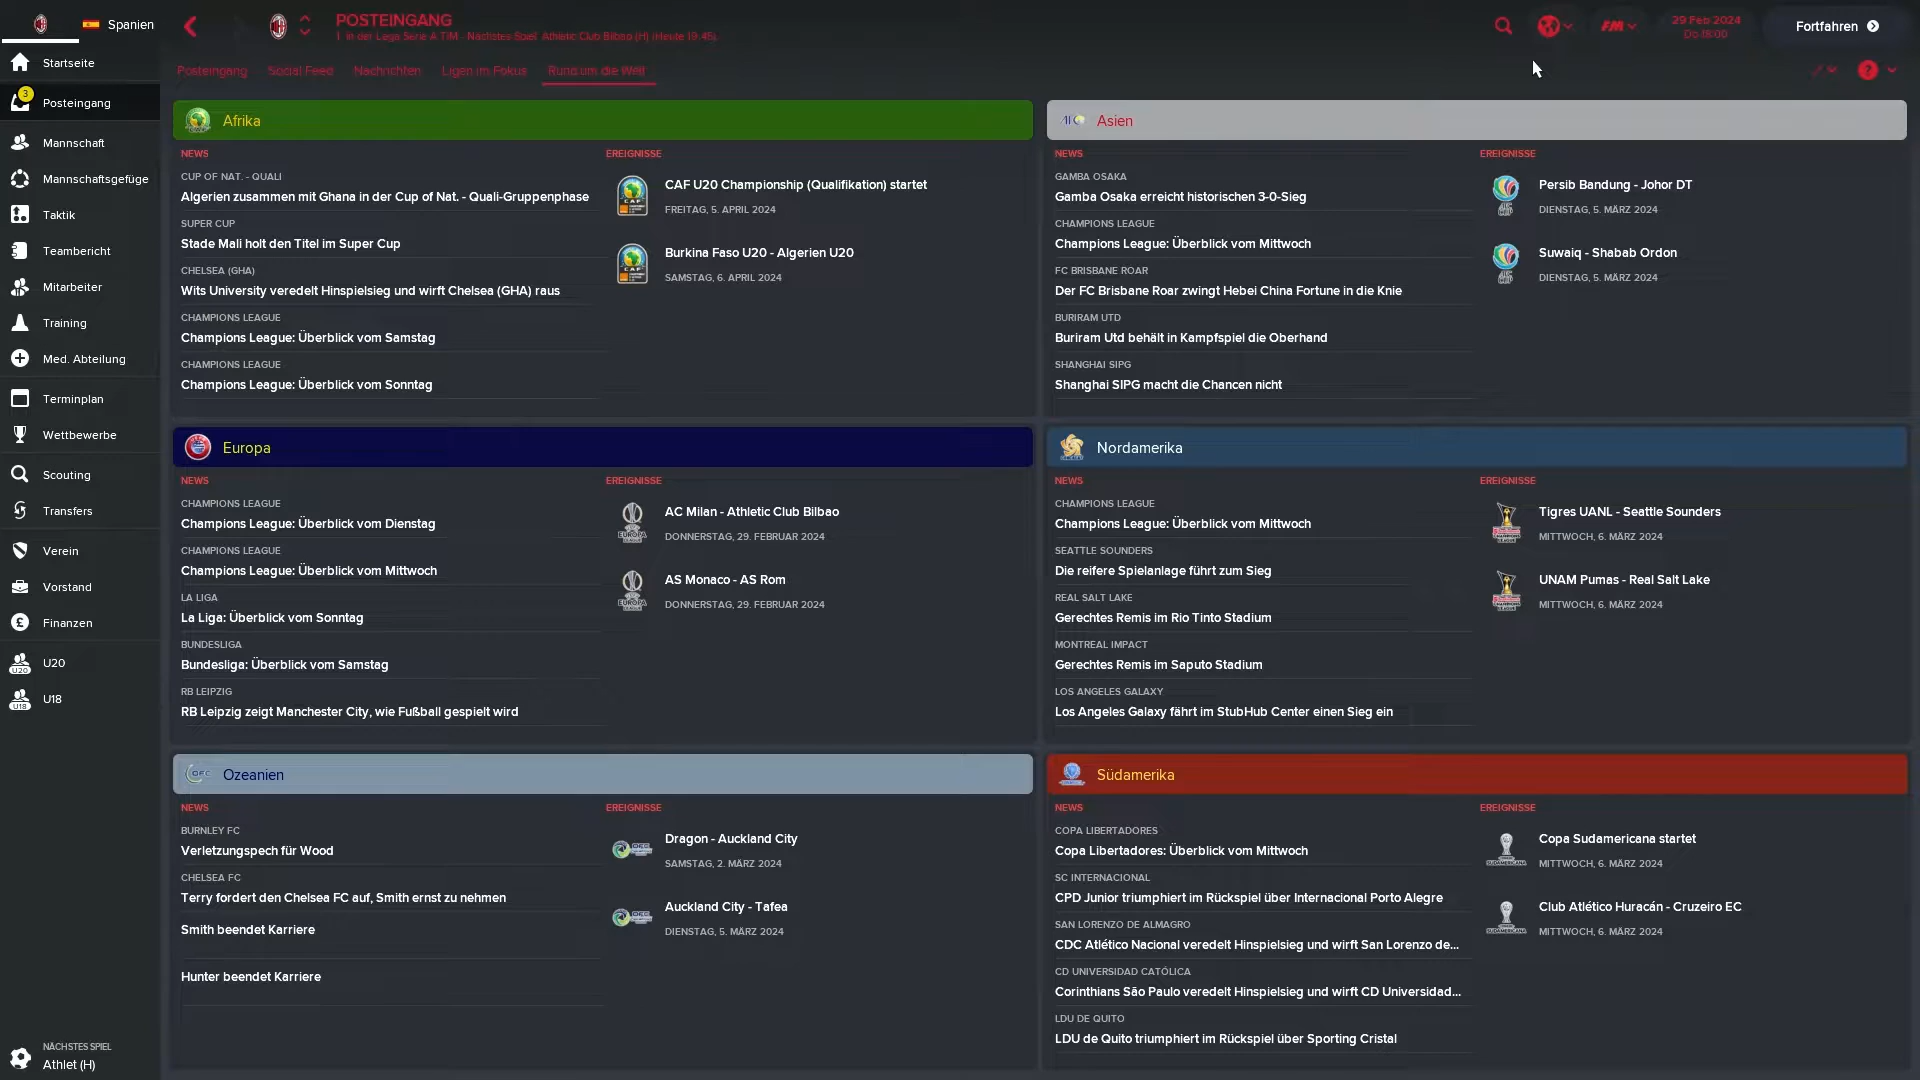 Spanien
Startseite
3
Posteingang
Mannschaft
Mannschaftsgefüge
Taktik
Teambericht
Mitarbeiter
Training
Med. Abteilung
Terminplan
Wettbewerbe
Scouting
Transfers
Verein
Vorstand
Finanzen
U20
U18
NÄCHSTES SPIEL
Athlet (H)
POSTEINGANG
1. in der Lega Serie A TIM - Nächstes Spiel: Athletic Club Bilbao (H) (Heute 19:45)
FM
29 Feb 2024
Do 18:00
Fortfahren
Posteingang Social Feed Nachrichten Ligen im Fokus Rund um die Welt
Afrika
NEWS
CUP OF NAT. - QUALI
Algerien zusammen mit Ghana in der Cup of Nat. - Quali-Gruppenphase
SUPER CUP
Stade Mali holt den Titel im Super Cup
CHELSEA (GHA)
Wits University veredelt Hinspielsieg und wirft Chelsea (GHA) raus
CHAMPIONS LEAGUE
Champions League: Überblick vom Samstag
CHAMPIONS LEAGUE
Champions League: Überblick vom Sonntag
EREIGNISSE
CAF U20 Championship (Qualifikation) startet
FREITAG, 5. APRIL 2024
Burkina Faso U20 - Algerien U20
SAMSTAG, 6. APRIL 2024
Asien
NEWS
GAMBA OSAKA
Gamba Osaka erreicht historischen 3-0-Sieg
CHAMPIONS LEAGUE
Champions League: Überblick vom Mittwoch
FC BRISBANE ROAR
Der FC Brisbane Roar zwingt Hebei China Fortune in die Knie
BURIRAM UTD
Buriram Utd behält in Kampfspiel die Oberhand
SHANGHAI SIPG
Shanghai SIPG macht die Chancen nicht
EREIGNISSE
Persib Bandung - Johor DT
DIENSTAG, 5. MÄRZ 2024
Suwaiq - Shabab Ordon
DIENSTAG, 5. MÄRZ 2024
Europa
NEWS
CHAMPIONS LEAGUE
Champions League: Überblick vom Dienstag
CHAMPIONS LEAGUE
Champions League: Überblick vom Mittwoch
LA LIGA
La Liga: Überblick vom Sonntag
BUNDESLIGA
Bundesliga: Überblick vom Samstag
RB LEIPZIG
RB Leipzig zeigt Manchester City, wie Fußball gespielt wird
EREIGNISSE
AC Milan - Athletic Club Bilbao
DONNERSTAG, 29. FEBRUAR 2024
AS Monaco - AS Rom
DONNERSTAG, 29. FEBRUAR 2024
Nordamerika
NEWS
CHAMPIONS LEAGUE
Champions League: Überblick vom Mittwoch
SEATTLE SOUNDERS
Die reifere Spielanlage führt zum Sieg
REAL SALT LAKE
Gerechtes Remis im Rio Tinto Stadium
MONTREAL IMPACT
Gerechtes Remis im Saputo Stadium
LOS ANGELES GALAXY
Los Angeles Galaxy fährt im StubHub Center einen Sieg ein
EREIGNISSE
Tigres UANL - Seattle Sounders
MITTWOCH, 6. MÄRZ 2024
UNAM Pumas - Real Salt Lake
MITTWOCH, 6. MÄRZ 2024
Ozeanien
NEWS
BURNLEY FC
Verletzungspech für Wood
CHELSEA FC
Terry fordert den Chelsea FC auf, Smith ernst zu nehmen
Smith beendet Karriere
Hunter beendet Karriere
EREIGNISSE
Dragon - Auckland City
SAMSTAG, 2. MÄRZ 2024
Auckland City - Tafea
DIENSTAG, 5. MÄRZ 2024
Südamerika
NEWS
COPA LIBERTADORES
Copa Libertadores: Überblick vom Mittwoch
SC INTERNACIONAL
CPD Junior triumphiert im Rückspiel über Internacional Porto Alegre
SAN LORENZO DE ALMAGRO
CDC Atlético Nacional veredelt Hinspielsieg und wirft San Lorenzo de...
CD UNIVERSIDAD CATÓLICA
Corinthians São Paulo veredelt Hinspielsieg und wirft CD Universidad...
LDU DE QUITO
LDU de Quito triumphiert im Rückspiel über Sporting Cristal
EREIGNISSE
Copa Sudamericana startet
MITTWOCH, 6. MÄRZ 2024
Club Atlético Huracán - Cruzeiro EC
MITTWOCH, 6. MÄRZ 2024